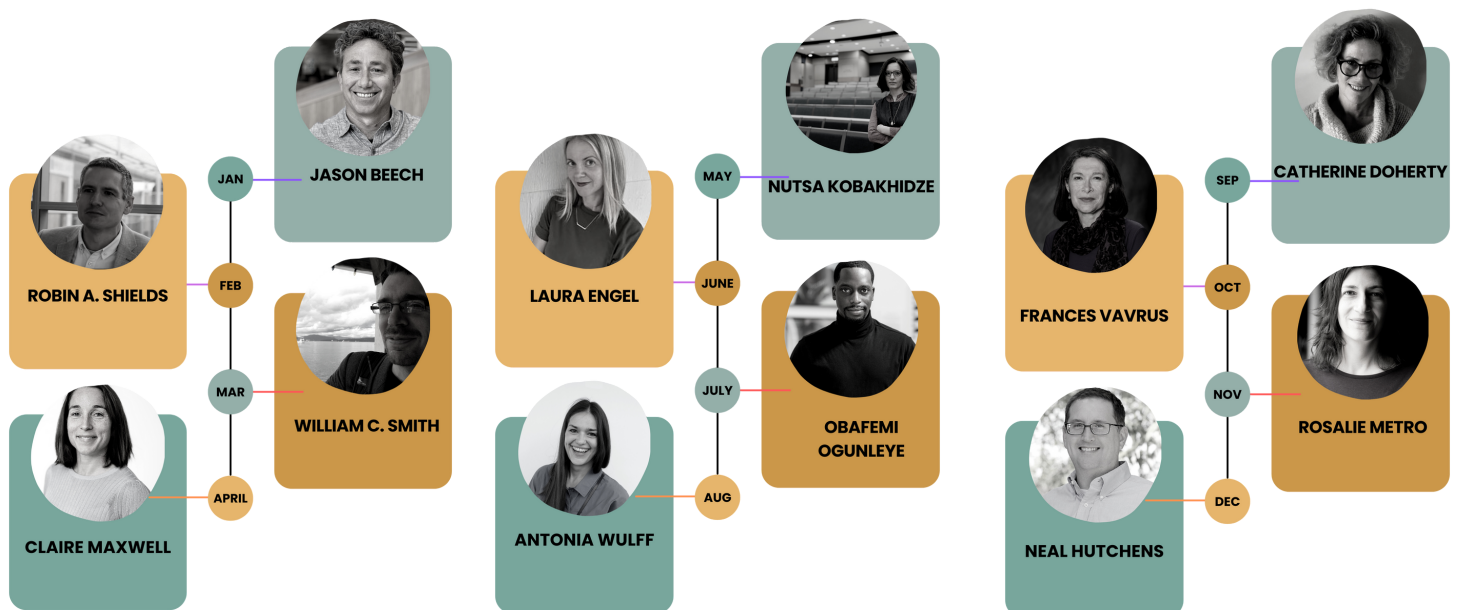 JAN
JASON BEECH
ROBIN A. SHIELDS
FEB
MAR
WILLIAM C. SMITH
APRIL
CLAIRE MAXWELL
MAY
NUTSA KOBAKHIDZE
LAURA ENGEL
JUNE
JULY
OBAFEMI
OGUNLEYE
AUG
ANTONIA WULFF
SEP
CATHERINE DOHERTY
FRANCES VAVRUS
OCT
NOV
ROSALIE METRO
DEC
NEAL HUTCHENS